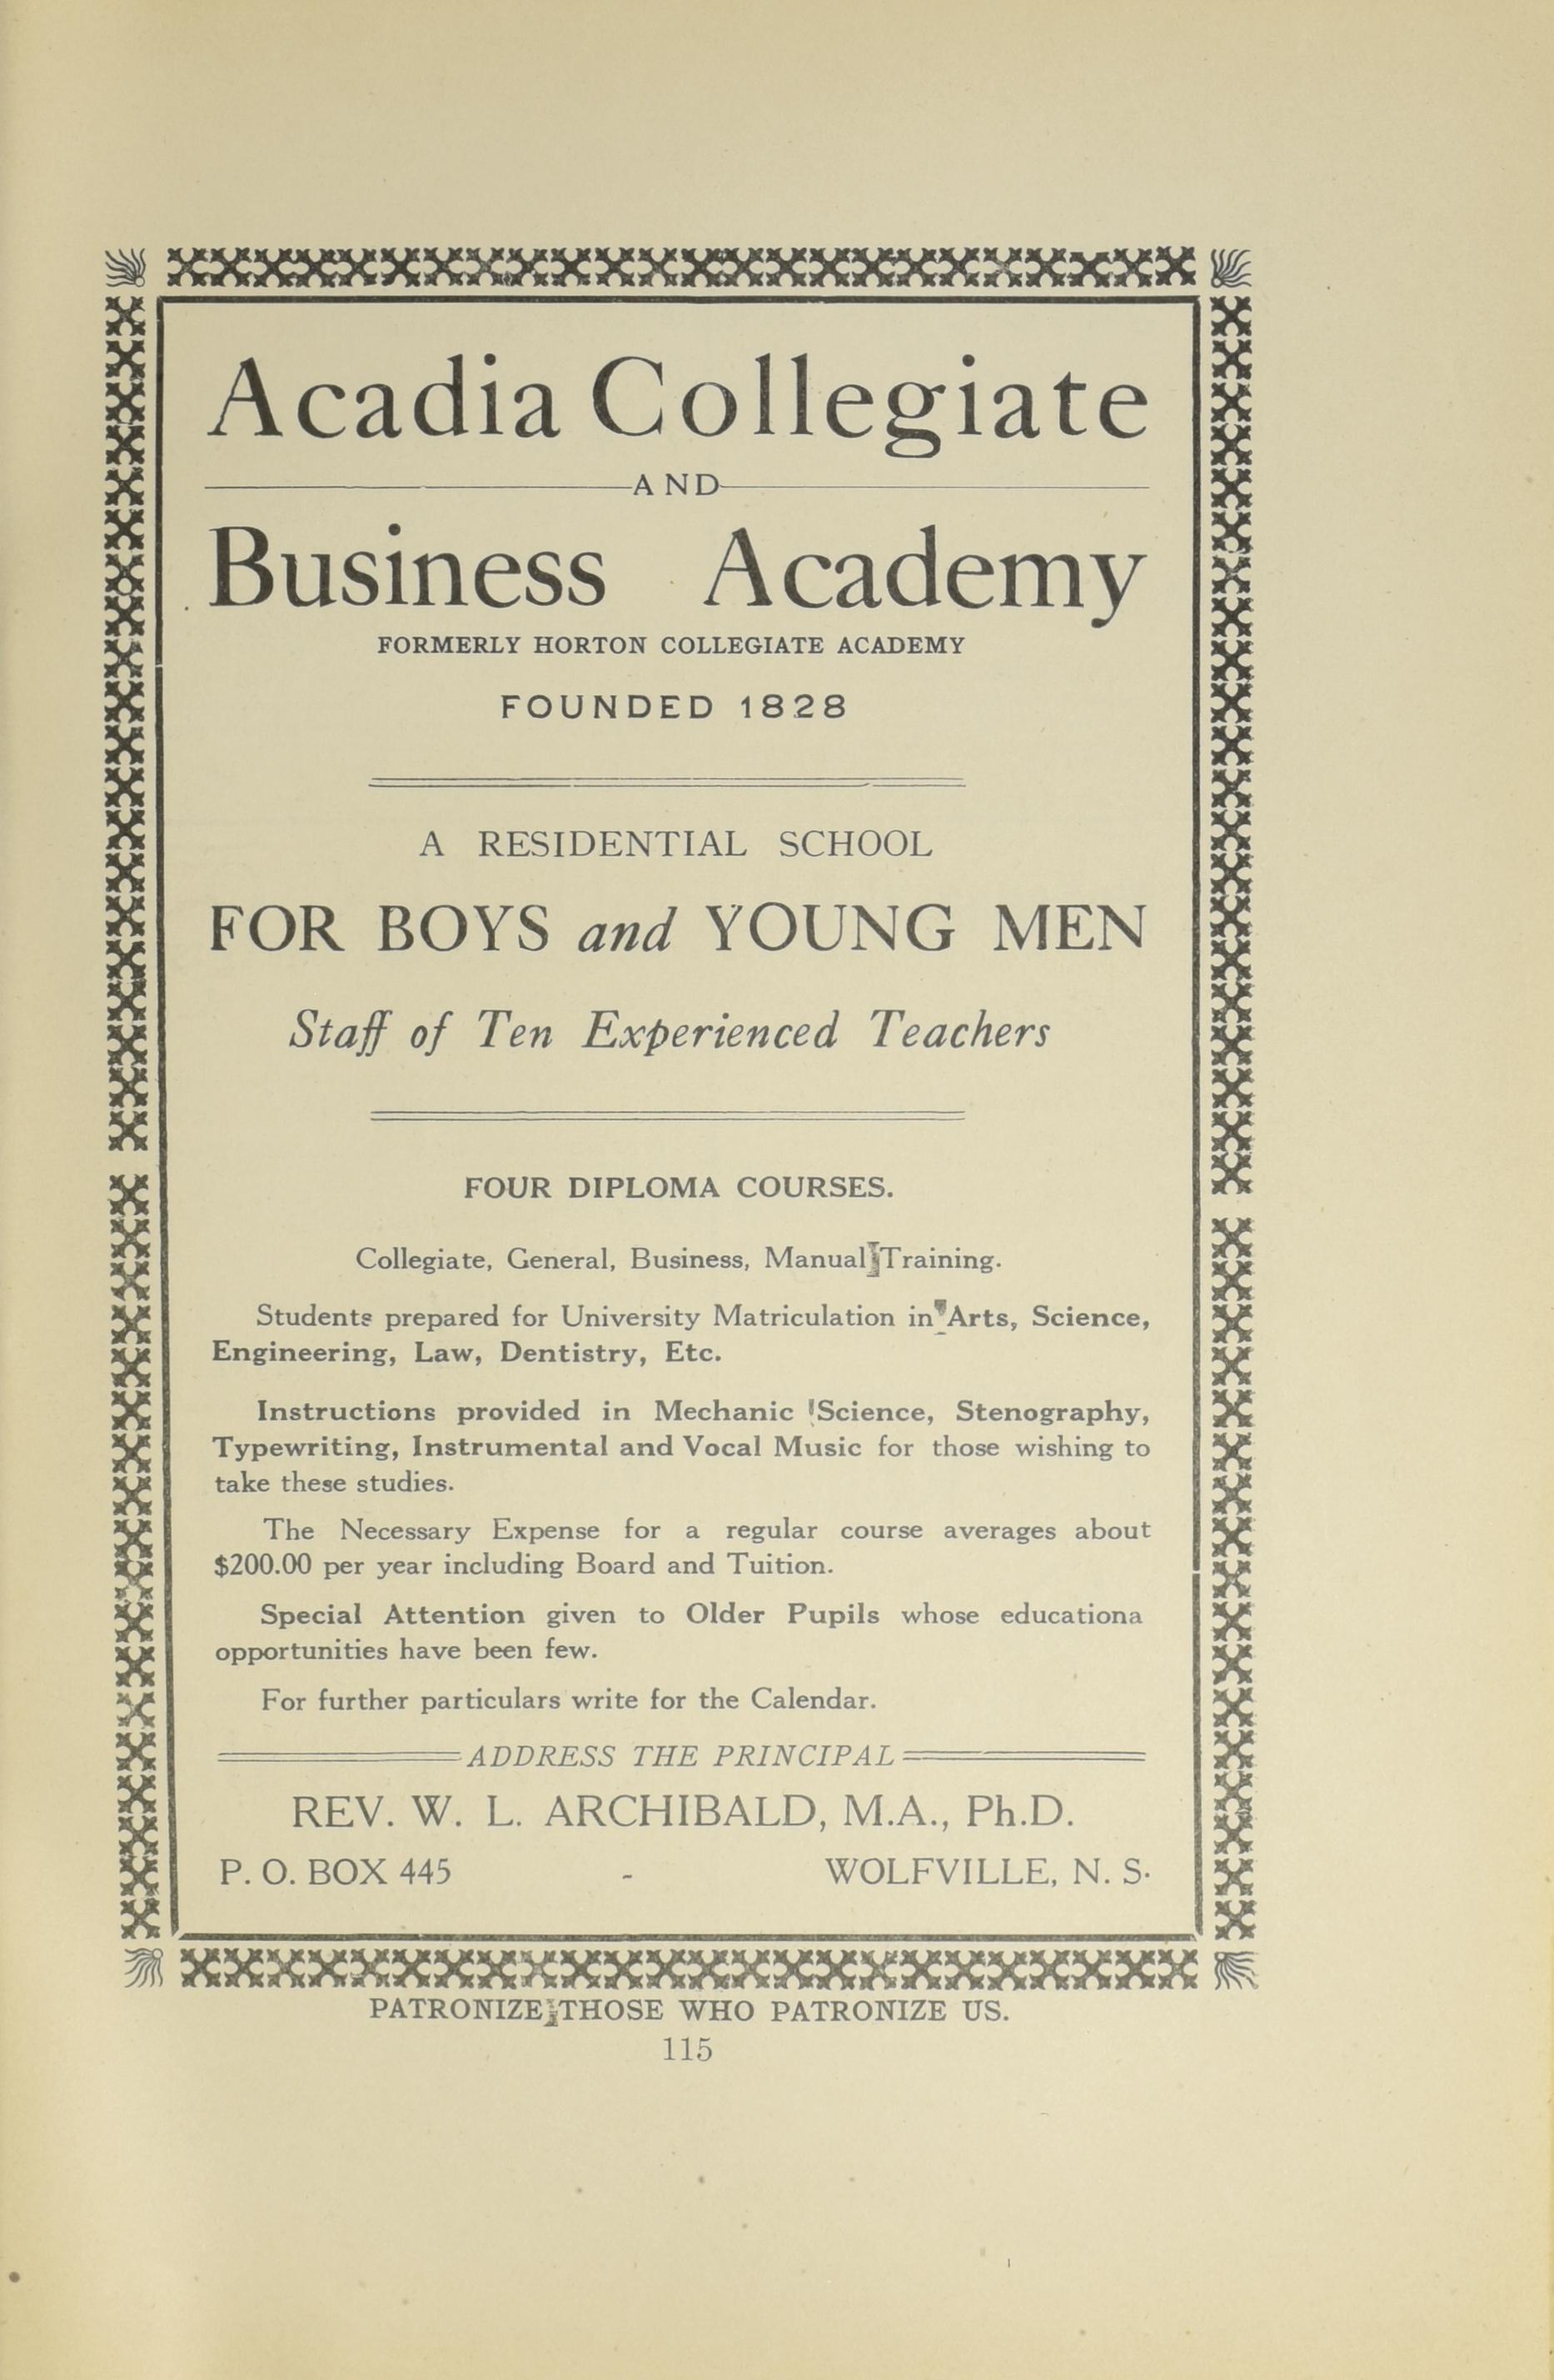 Acadia Collegiate
AND
Business Academy
FORMERLY HORTON COLLEGIATE ACADEMY
FOUNDED 1828
A RESIDENTIAL SCHOOL
FOR BOYS and YOUNG MEN
Staff of Ten Experienced Teachers
FOUR DIPLOMA COURSES.
Collegiate, General, Business, Manual Training.
Students prepared for University Matriculation in Arts, Science,
Engineering, Law, Dentistry, Etc.
Instructions provided in Mechanic Science, Stenography,
Typewriting, Instrumental and Vocal Music for those wishing to
take these studies.
The Necessary Expense for a regular course averages about
$200.00 per year including Board and Tuition.
Special Attention given to Older Pupils whose educationa
opportunities have been few.
For further particulars write for the Calendar.
ADDRESS THE PRINCIPAL
REV. W. L. ARCHIBALD, M.A., Ph.D.
P. O. BOX 445 - WOLFVILLE, N. S.
PATRONIZE THOSE WHO PATRONIZE US.
115